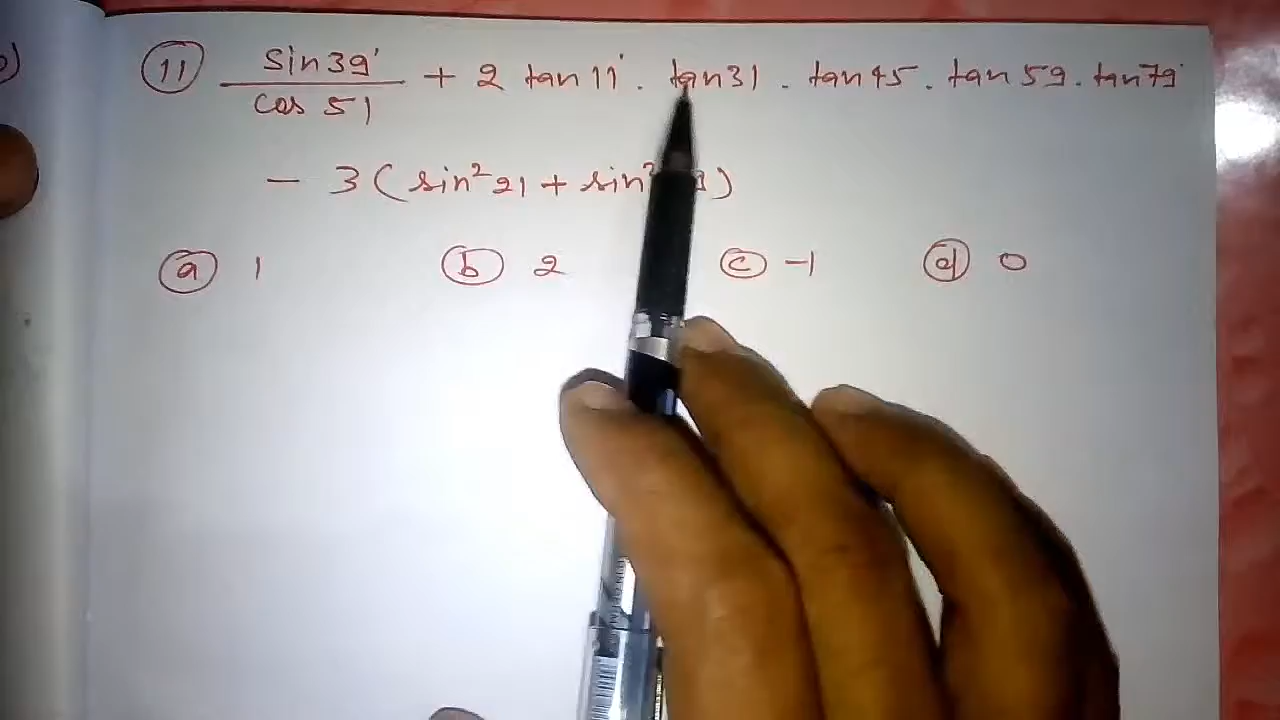 11 sin39° / cos 51 + 2 tan11° . tan31 . tan45 . tan59 . tan79°
- 3 ( sin²21 + sin² )
a 1 b 2 c -1 d 0